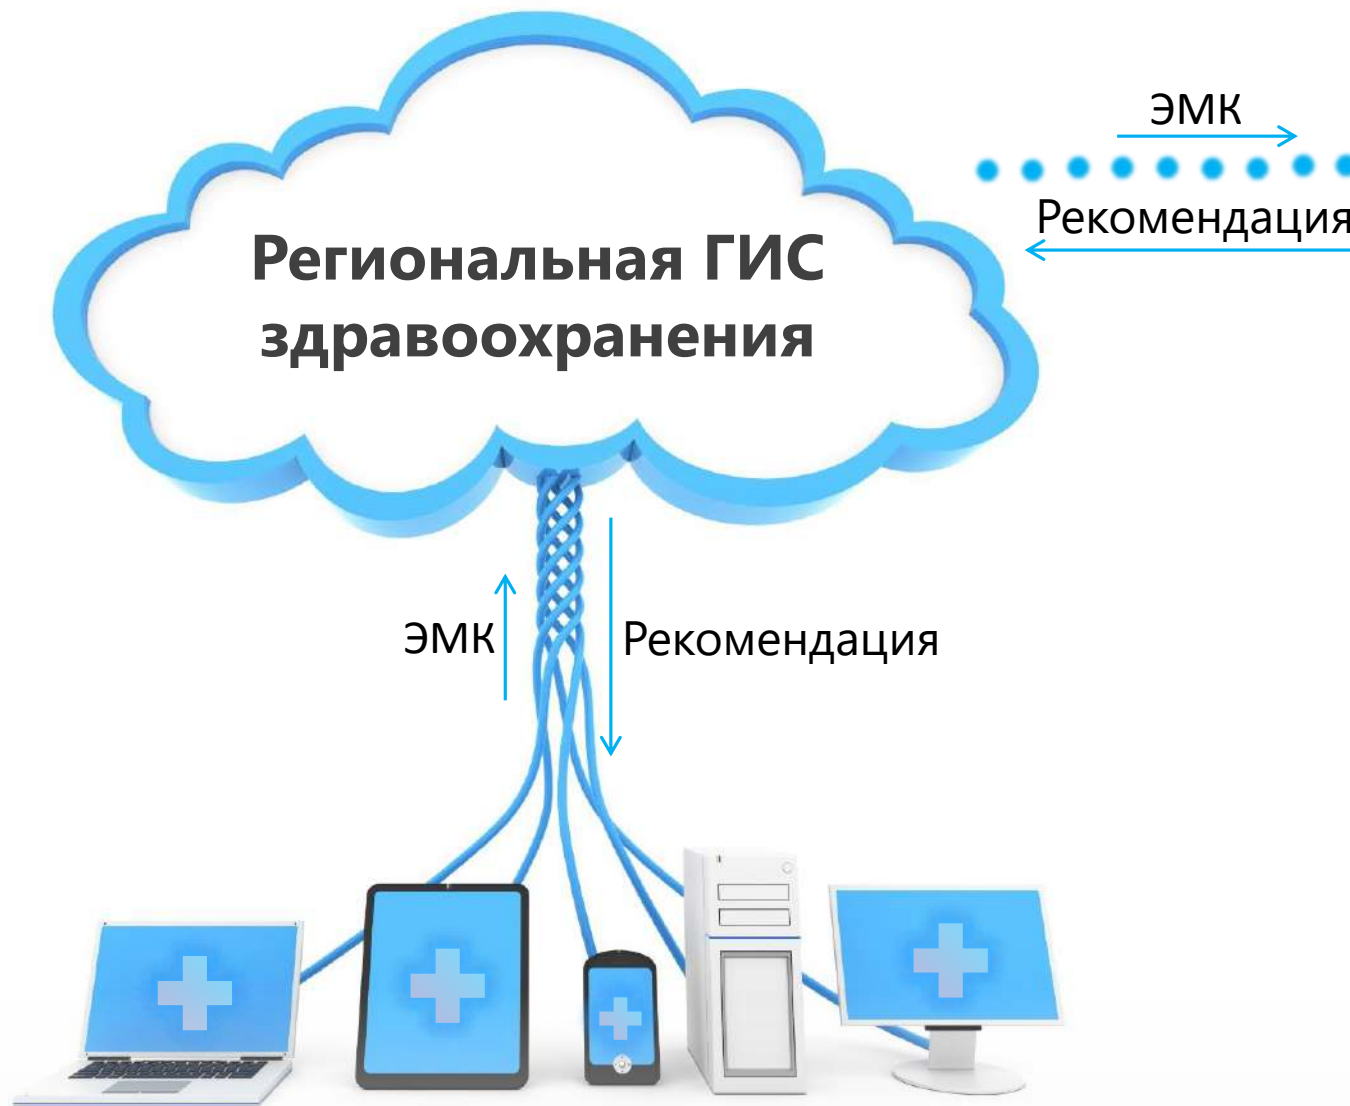 ЭМК
Рекомендация
Региональная ГИС
здравоохранения
ЭМК
Рекомендация